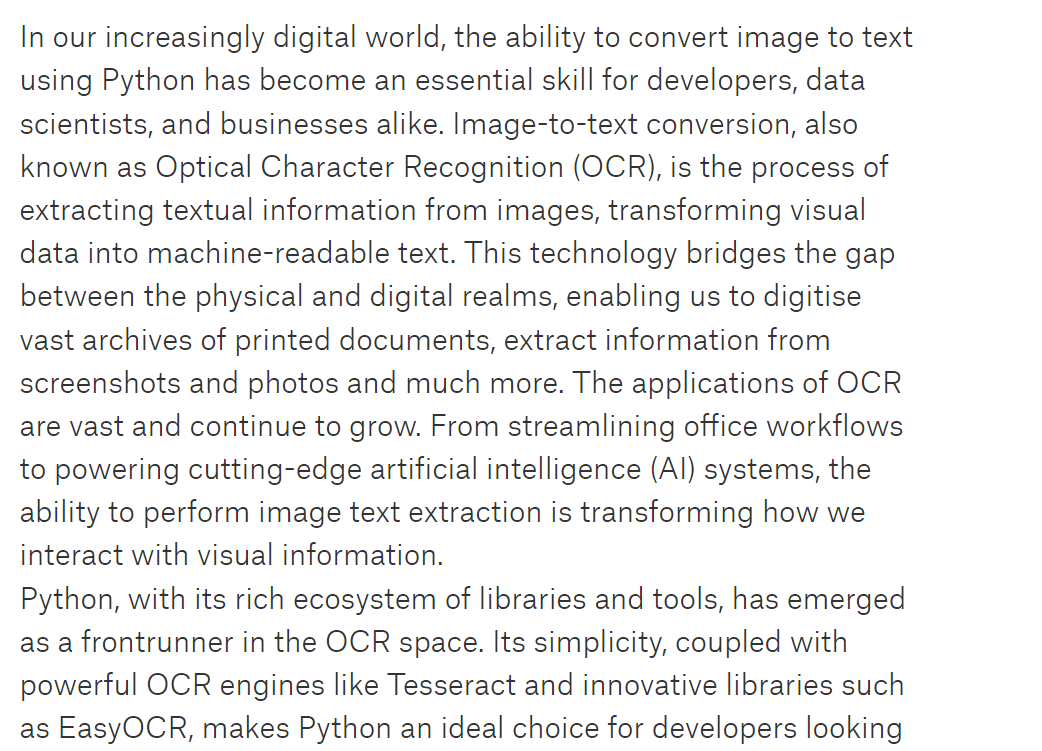 In our increasingly digital world, the ability to convert image to text
using Python has become an essential skill for developers, data
scientists, and businesses alike. Image-to-text conversion, also
known as Optical Character Recognition (OCR), is the process of
extracting textual information from images, transforming visual
data into machine-readable text. This technology bridges the gap
between the physical and digital realms, enabling us to digitise
vast archives of printed documents, extract information from
screenshots and photos and much more. The applications of OCR
are vast and continue to grow. From streamlining office workflows
to powering cutting-edge artificial intelligence (AI) systems, the
ability to perform image text extraction is transforming how we
interact with visual information.
Python, with its rich ecosystem of libraries and tools, has emerged
as a frontrunner in the OCR space. Its simplicity, coupled with
powerful OCR engines like Tesseract and innovative libraries such
as EasyOCR, makes Python an ideal choice for developers looking